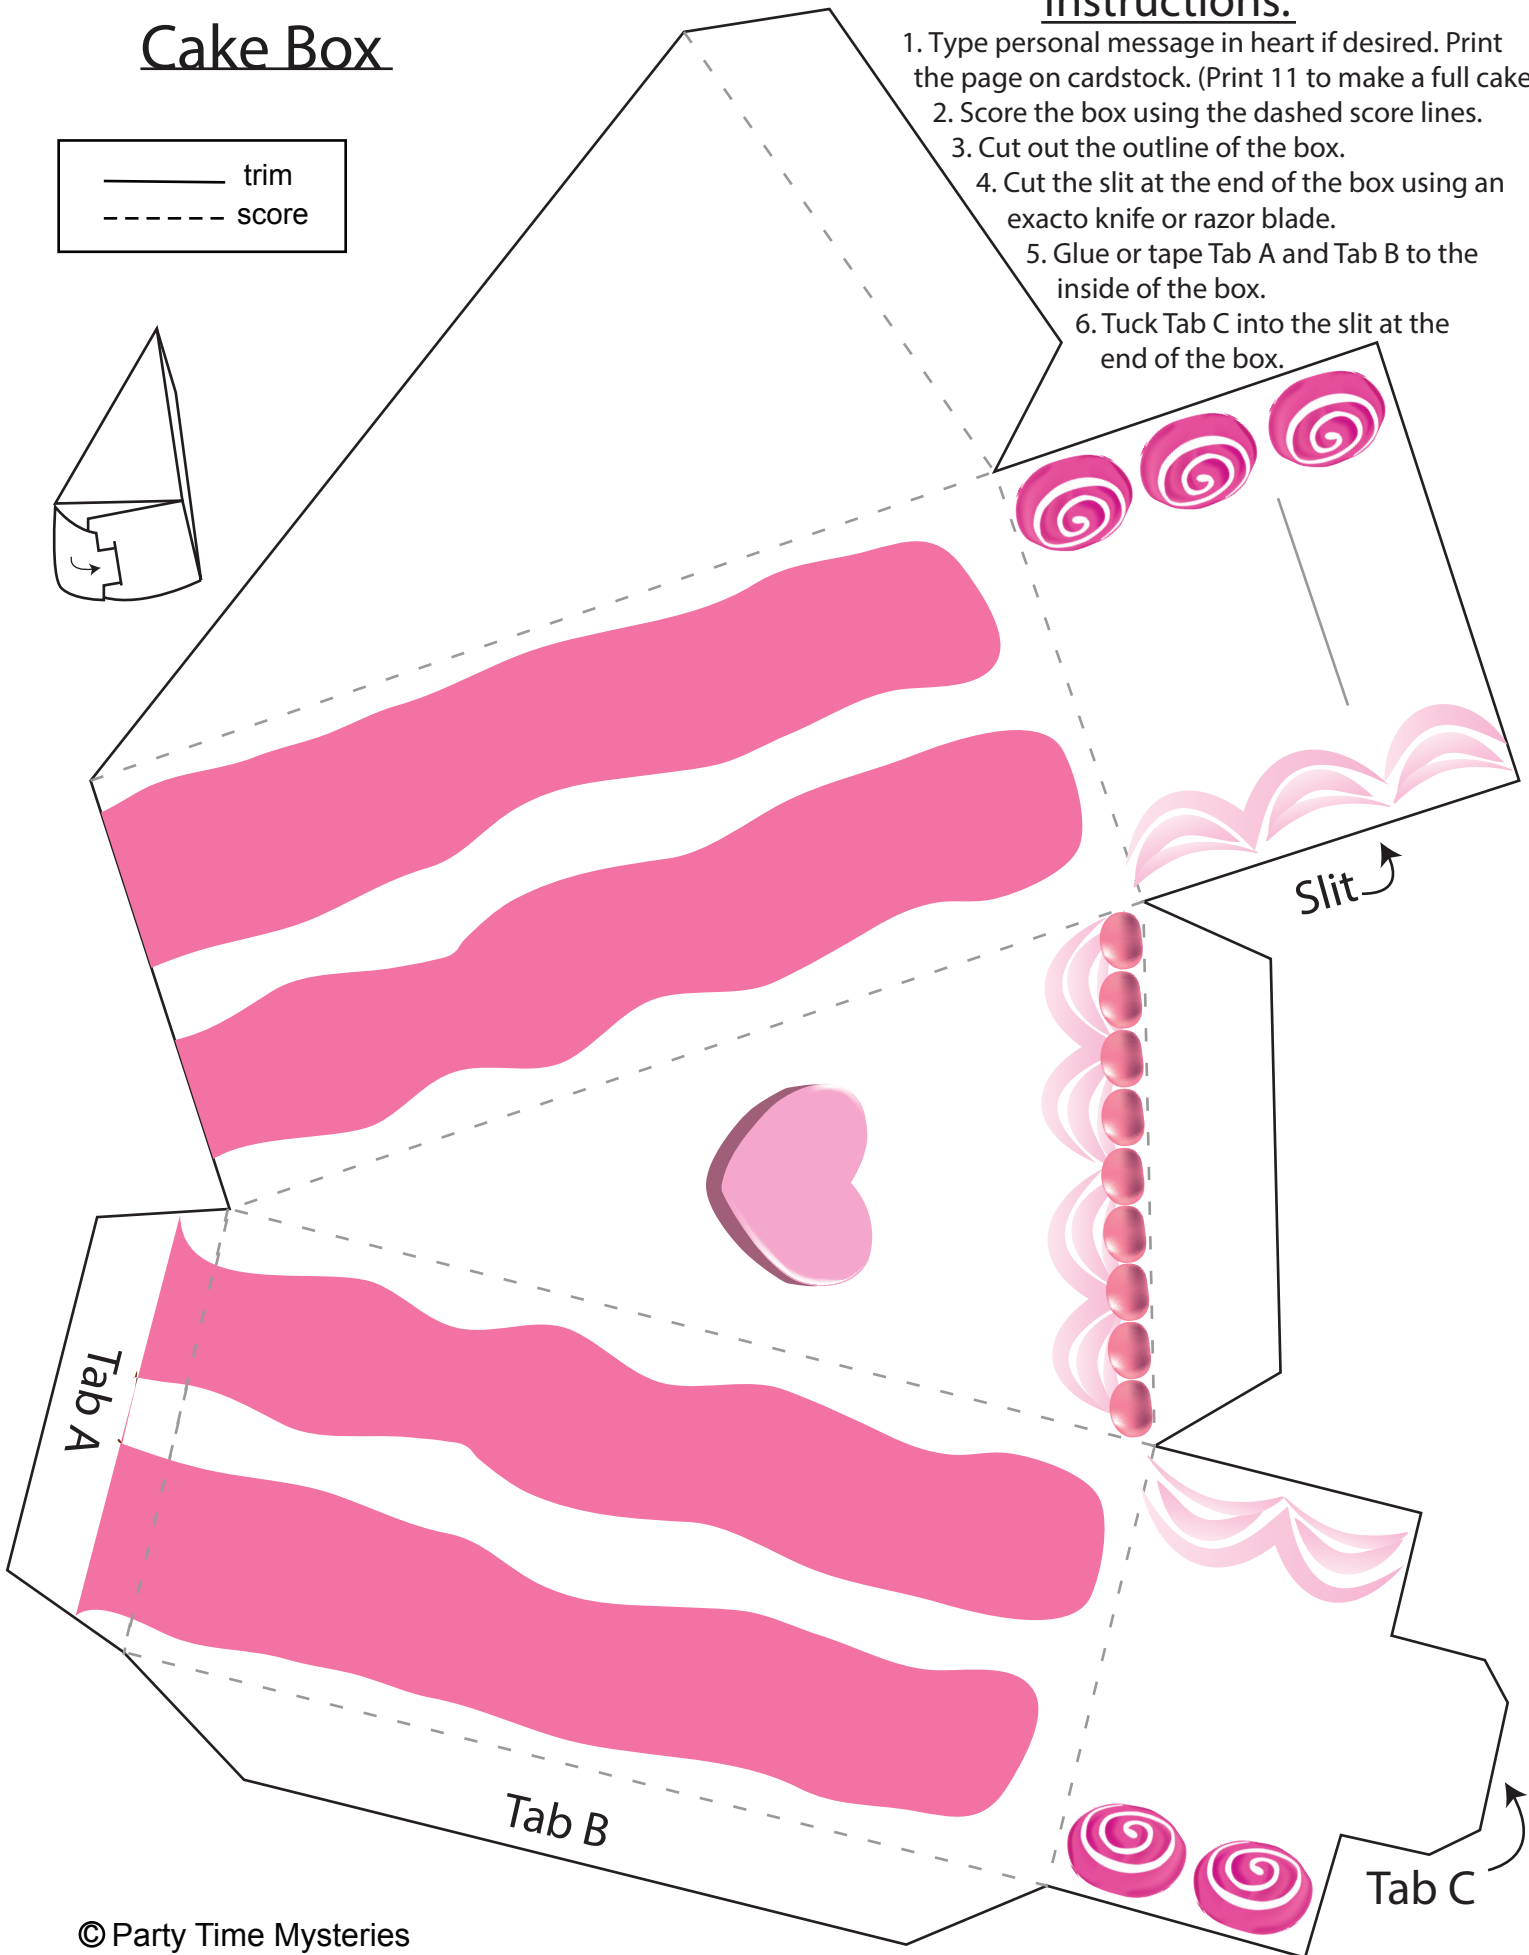 Cake Box
Instructions:
1. Type personal message in heart if desired. Print
the page on cardstock. (Print 11 to make a full cake
2. Score the box using the dashed score lines.
3. Cut out the outline of the box.
4. Cut the slit at the end of the box using an
exacto knife or razor blade.
5. Glue or tape Tab A and Tab B to the
inside of the box.
6. Tuck Tab C into the slit at the
end of the box.
trim
score
Slit
Tab A
Tab B
Tab C
© Party Time Mysteries